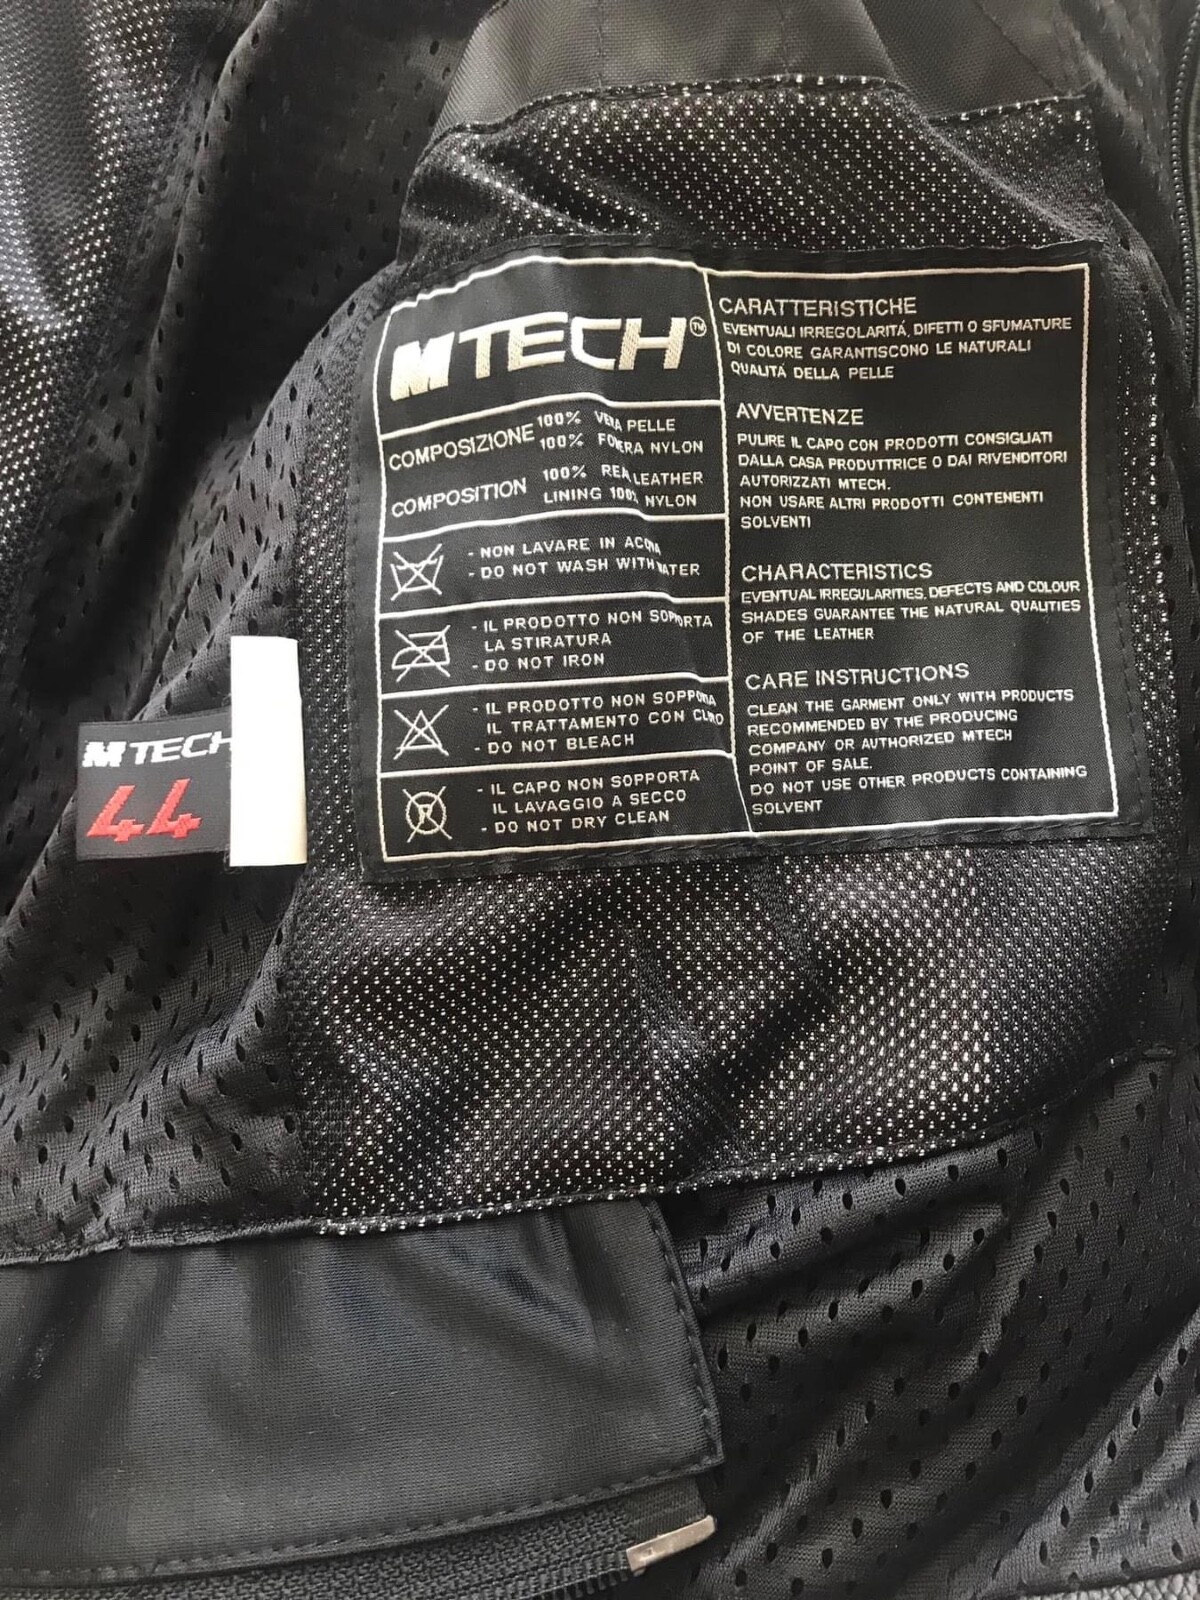 MTECH™
COMPOSIZIONE 100% VERA PELLE
100% FODERA NYLON
COMPOSITION 100% REAL LEATHER
LINING 100% NYLON
- NON LAVARE IN ACQUA
- DO NOT WASH WITH WATER
- IL PRODOTTO NON SOPPORTA
LA STIRATURA
- DO NOT IRON
- IL PRODOTTO NON SOPPORTA
IL TRATTAMENTO CON CLORO
- DO NOT BLEACH
- IL CAPO NON SOPPORTA
IL LAVAGGIO A SECCO
- DO NOT DRY CLEAN
CARATTERISTICHE
EVENTUALI IRREGOLARITÁ, DIFETTI O SFUMATURE
DI COLORE GARANTISCONO LE NATURALI
QUALITÁ DELLA PELLE
AVVERTENZE
PULIRE IL CAPO CON PRODOTTI CONSIGLIATI
DALLA CASA PRODUTTRICE O DAI RIVENDITORI
AUTORIZZATI MTECH.
NON USARE ALTRI PRODOTTI CONTENENTI
SOLVENTI
CHARACTERISTICS
EVENTUAL IRREGULARITIES, DEFECTS AND COLOUR
SHADES GUARANTEE THE NATURAL QUALITIES
OF THE LEATHER
CARE INSTRUCTIONS
CLEAN THE GARMENT ONLY WITH PRODUCTS
RECOMMENDED BY THE PRODUCING
COMPANY OR AUTHORIZED MTECH
POINT OF SALE.
DO NOT USE OTHER PRODUCTS CONTAINING
SOLVENT
MTECH
44